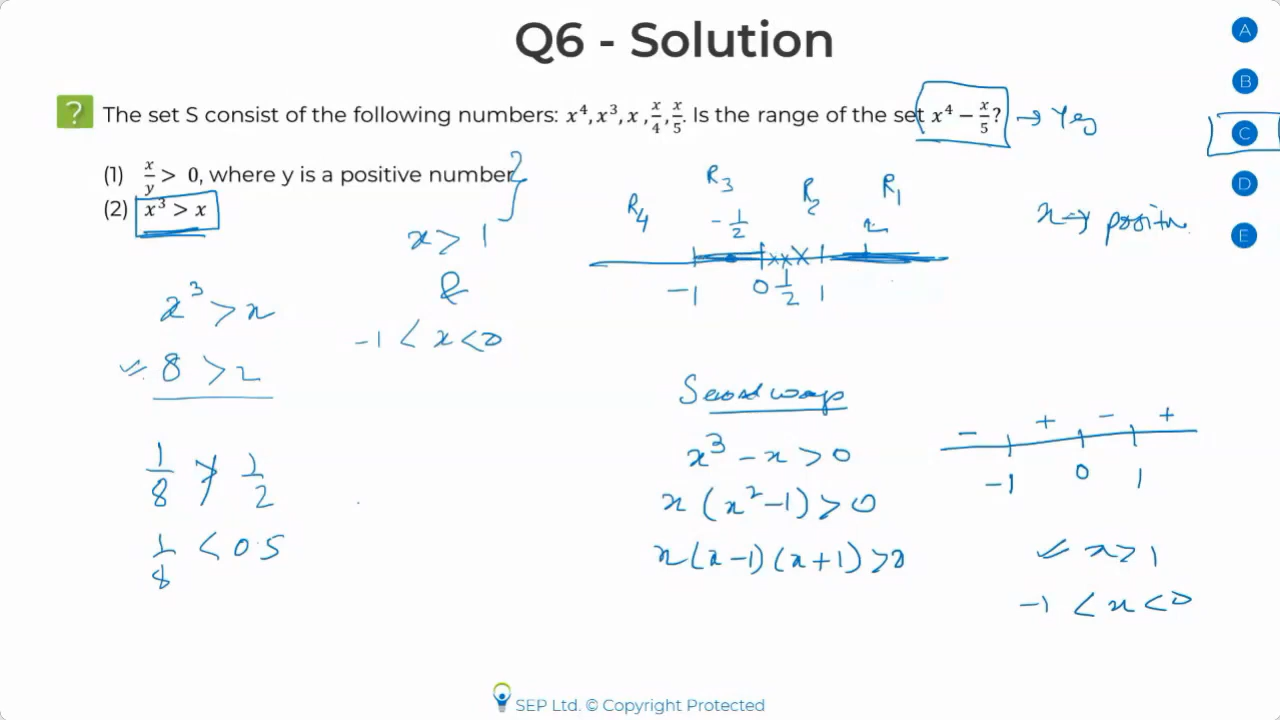 Q6 - Solution
A
B
C
D
E
? The set S consist of the following numbers: x⁴, x³, x, x/4, x/5. Is the range of the set x⁴ − x/5? → Yes
(1) x/y > 0, where y is a positive number
(2) x³ > x
x > 1
&
-1 < x < 0
R4 R3 R2 R1
-1/2 2
-1 0 1/2 1
x → positive
x³ > x
8 > 2
1/8 ≯ 1/2
1/8 < 0.5
Second way
x³ - x > 0
x (x² - 1) > 0
x (x - 1) (x + 1) > 0
- + - +
-1 0 1
x > 1
-1 < x < 0
SEP Ltd. © Copyright Protected